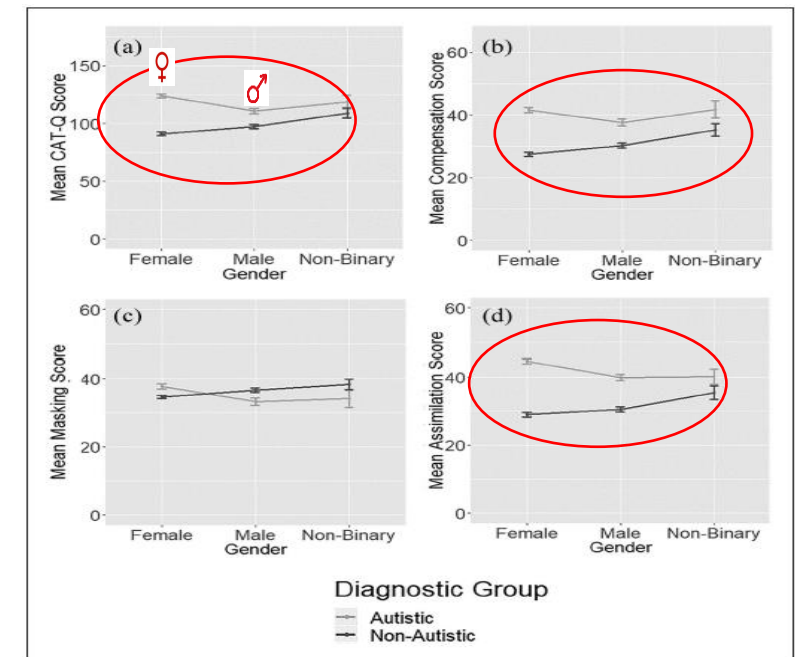 (a)
♀
♂
Mean CAT-Q Score
150
100
50
0
Female Male Non-Binary
Gender
(b)
Mean Compensation Score
60
40
20
0
Female Male Non-Binary
Gender
(c)
Mean Masking Score
60
40
20
0
Female Male Non-Binary
Gender
(d)
Mean Assimilation Score
60
40
20
0
Female Male Non-Binary
Gender
Diagnostic Group
Autistic
Non-Autistic